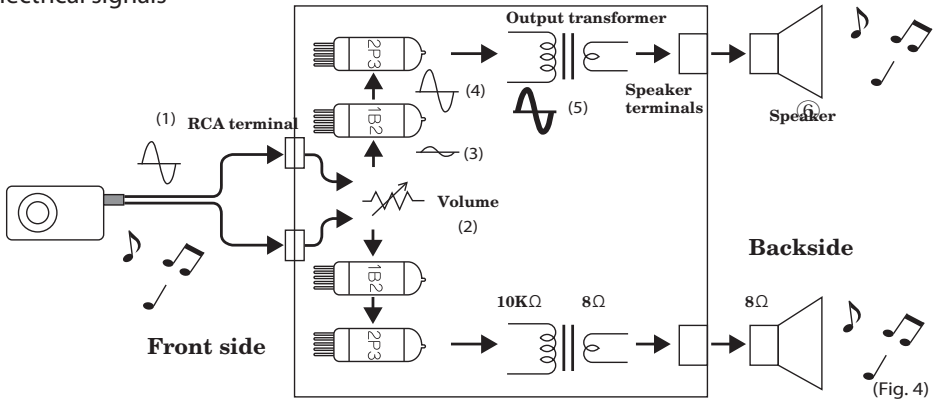 electrical signals
Output transformer
2P3
(4)
(5)
Speaker
terminals
⑥
Speaker
(1)
RCA terminal
1B2
(3)
Volume
(2)
Backside
1B2
10KΩ
8Ω
8Ω
Front side
2P3
(Fig. 4)